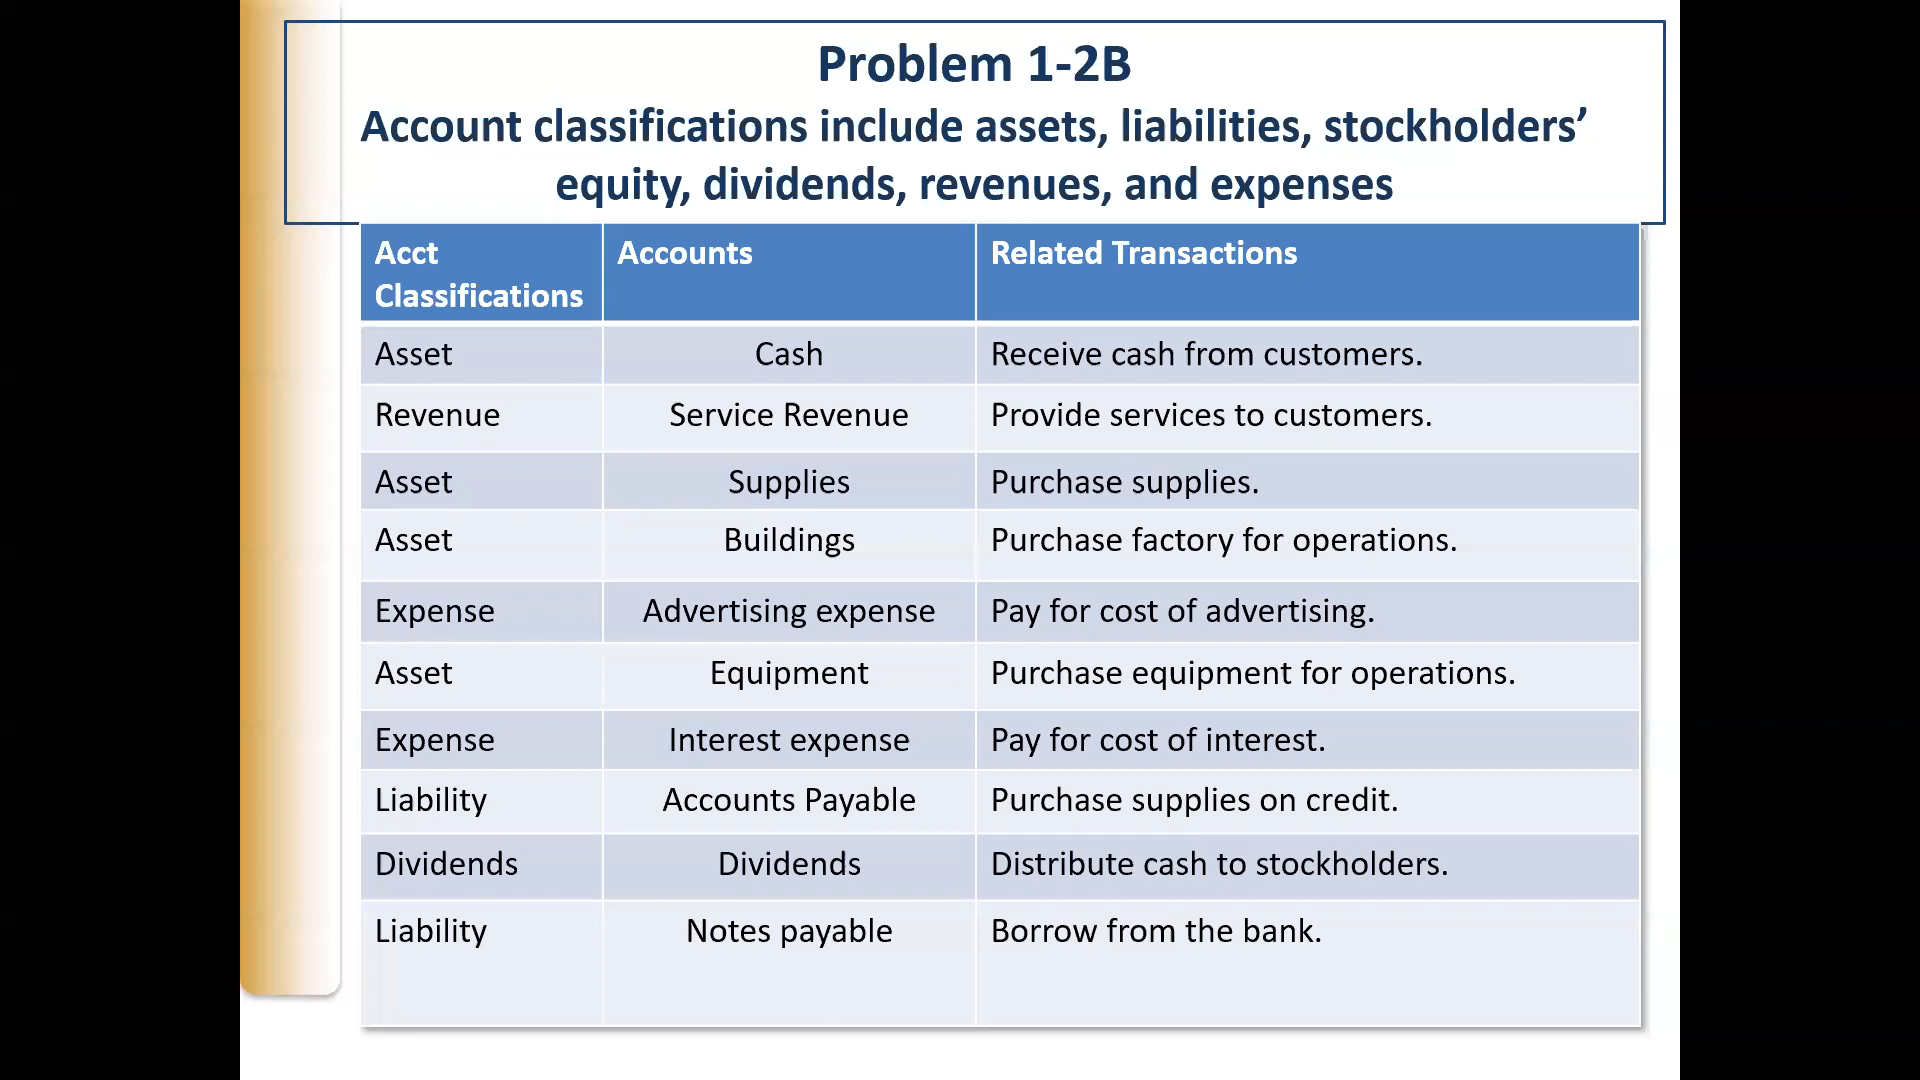 Problem 1-2B
Account classifications include assets, liabilities, stockholders’
equity, dividends, revenues, and expenses
Acct Classifications Accounts Related Transactions
Asset Cash Receive cash from customers.
Revenue Service Revenue Provide services to customers.
Asset Supplies Purchase supplies.
Asset Buildings Purchase factory for operations.
Expense Advertising expense Pay for cost of advertising.
Asset Equipment Purchase equipment for operations.
Expense Interest expense Pay for cost of interest.
Liability Accounts Payable Purchase supplies on credit.
Dividends Dividends Distribute cash to stockholders.
Liability Notes payable Borrow from the bank.